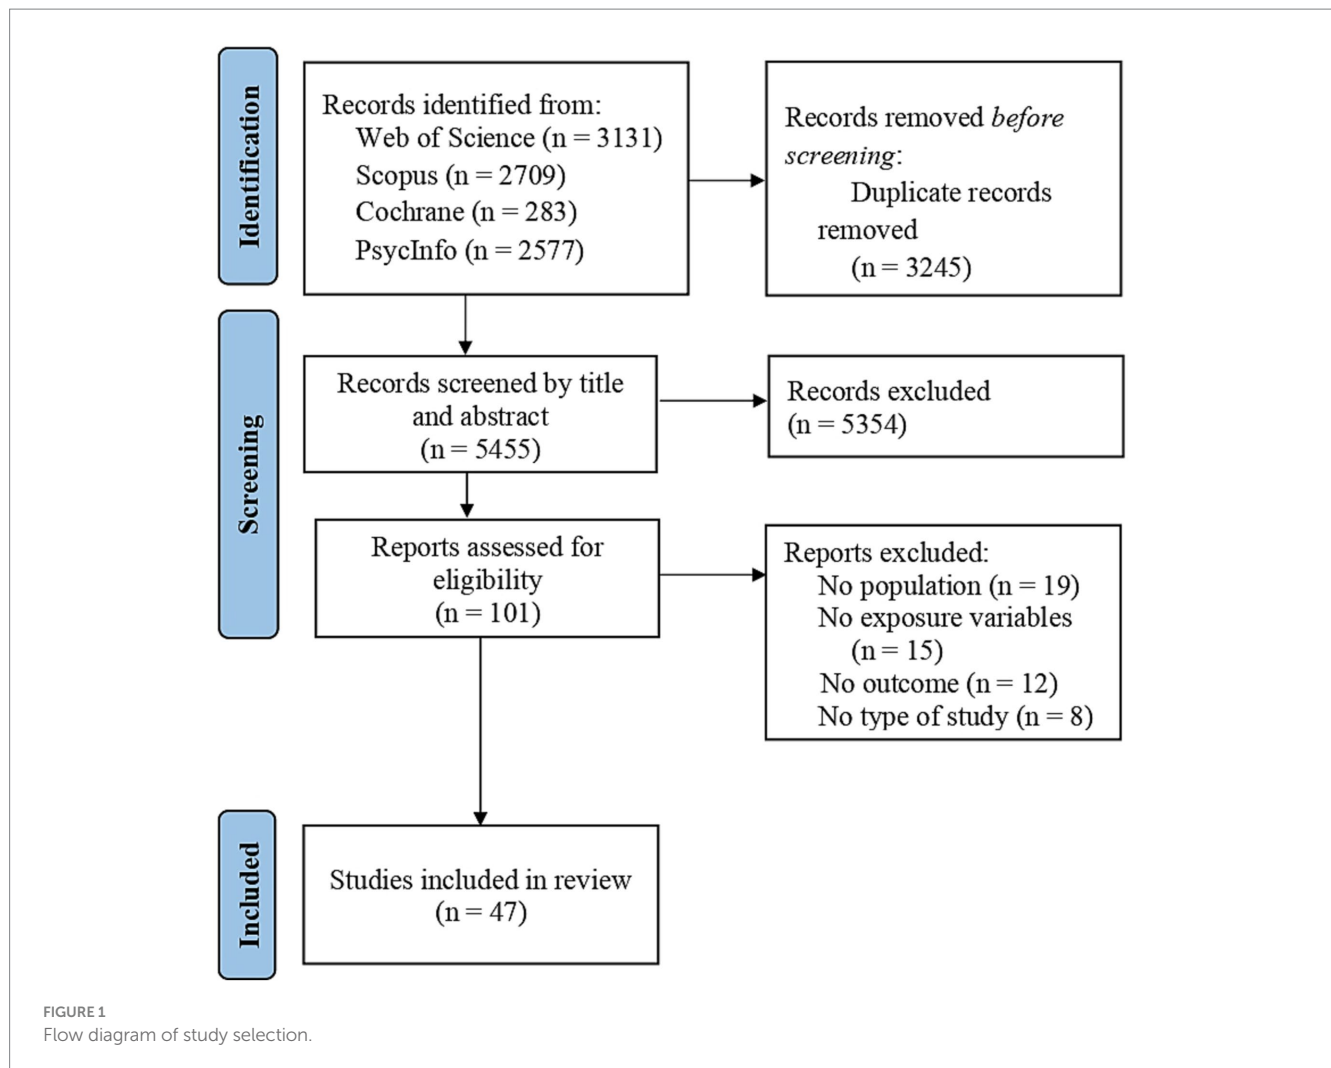 Identification
Records identified from:
Web of Science (n = 3131)
Scopus (n = 2709)
Cochrane (n = 283)
PsycInfo (n = 2577)
Records removed before
screening:
Duplicate records
removed
(n = 3245)
Screening
Records screened by title
and abstract
(n = 5455)
Records excluded
(n = 5354)
Reports assessed for
eligibility
(n = 101)
Reports excluded:
No population (n = 19)
No exposure variables
(n = 15)
No outcome (n = 12)
No type of study (n = 8)
Included
Studies included in review
(n = 47)
FIGURE 1
Flow diagram of study selection.